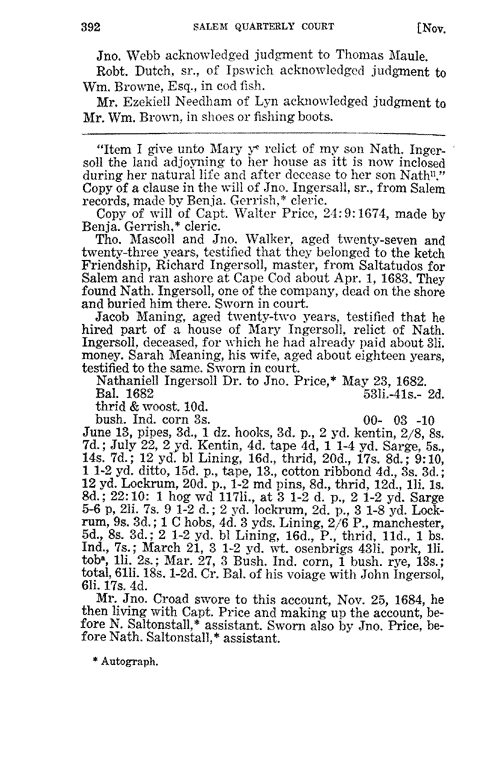 392 SALEM QUARTERLY COURT [Nov.
Jno. Webb acknowledged judgment to Thomas Maule.
Robt. Dutch, sr., of Ipswich acknowledged judgment to
Wm. Browne, Esq., in cod fish.
Mr. Ezekiell Needham of Lyn acknowledged judgment to
Mr. Wm. Brown, in shoes or fishing boots.
"Item I give unto Mary yᵉ relict of my son Nath. Inger-
soll the land adjoyning to her house as itt is now inclosed
during her natural life and after decease to her son Nathⁿ."
Copy of a clause in the will of Jno. Ingersall, sr., from Salem
records, made by Benja. Gerrish,* cleric.
Copy of will of Capt. Walter Price, 24:9:1674, made by
Benja. Gerrish,* cleric.
Tho. Mascoll and Jno. Walker, aged twenty-seven and
twenty-three years, testified that they belonged to the ketch
Friendship, Richard Ingersoll, master, from Saltatudos for
Salem and ran ashore at Cape Cod about Apr. 1, 1683. They
found Nath. Ingersoll, one of the company, dead on the shore
and buried him there. Sworn in court.
Jacob Maning, aged twenty-two years, testified that he
hired part of a house of Mary Ingersoll, relict of Nath.
Ingersoll, deceased, for which he had already paid about 3li.
money. Sarah Meaning, his wife, aged about eighteen years,
testified to the same. Sworn in court.
Nathaniell Ingersoll Dr. to Jno. Price,* May 23, 1682.
Bal. 1682 53li.-41s.- 2d.
thrid & woost. 10d.
bush. Ind. corn 3s. 00- 03 -10
June 13, pipes, 3d., 1 dz. hooks, 3d. p., 2 yd. kentin, 2/8, 8s.
7d.; July 22, 2 yd. Kentin, 4d. tape 4d, 1 1-4 yd. Sarge, 5s.,
14s. 7d.; 12 yd. bl Lining, 16d., thrid, 20d., 17s. 8d.; 9:10,
1 1-2 yd. ditto, 15d. p., tape, 13., cotton ribbond 4d., 3s. 3d.;
12 yd. Lockrum, 20d. p., 1-2 md pins, 8d., thrid, 12d., 1li. 1s.
8d.; 22:10: 1 hog wd 117li., at 3 1-2 d. p., 2 1-2 yd. Sarge
5-6 p, 2li. 7s. 9 1-2 d.; 2 yd. lockrum, 2d. p., 3 1-8 yd. Lock-
rum, 9s. 3d.; 1 C hobs, 4d. 3 yds. Lining, 2/6 P., manchester,
5d., 8s. 3d.; 2 1-2 yd. bl Lining, 16d., P., thrid, 11d., 1 bs.
Ind., 7s.; March 21, 3 1-2 yd. wt. osenbrigs 43li. pork, 1li.
tobᵃ, 1li. 2s.; Mar. 27, 3 Bush. Ind. corn, 1 bush. rye, 13s.;
total, 61li. 18s. 1-2d. Cr. Bal. of his voiage with John Ingersol,
6li. 17s. 4d.
Mr. Jno. Croad swore to this account, Nov. 25, 1684, he
then living with Capt. Price and making up the account, be-
fore N. Saltonstall,* assistant. Sworn also by Jno. Price, be-
fore Nath. Saltonstall,* assistant.
* Autograph.